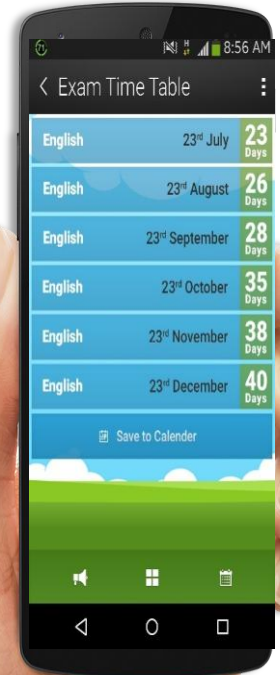 71 H 8:56 AM
Exam Time Table
English 23rd July 23 Days
English 23rd August 26 Days
English 23rd September 28 Days
English 23rd October 35 Days
English 23rd November 38 Days
English 23rd December 40 Days
Save to Calender